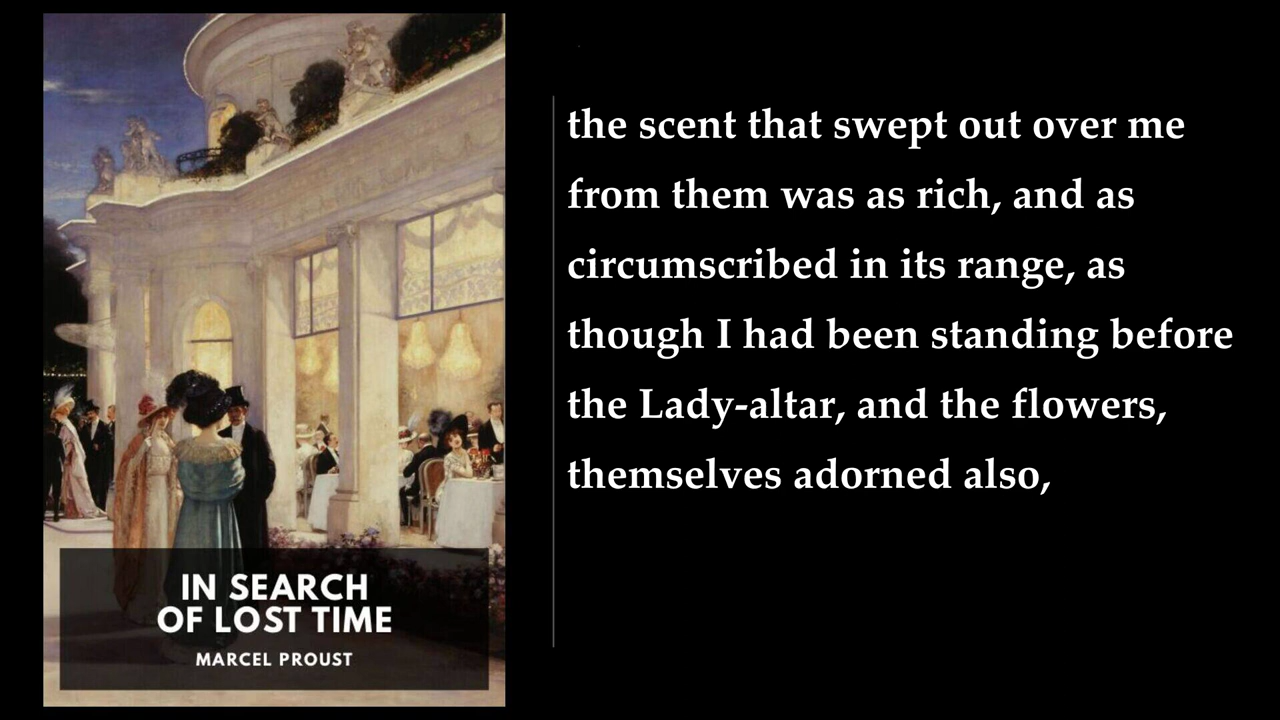 the scent that swept out over me
from them was as rich, and as
circumscribed in its range, as
though I had been standing before
the Lady-altar, and the flowers,
themselves adorned also,
IN SEARCH
OF LOST TIME
MARCEL PROUST